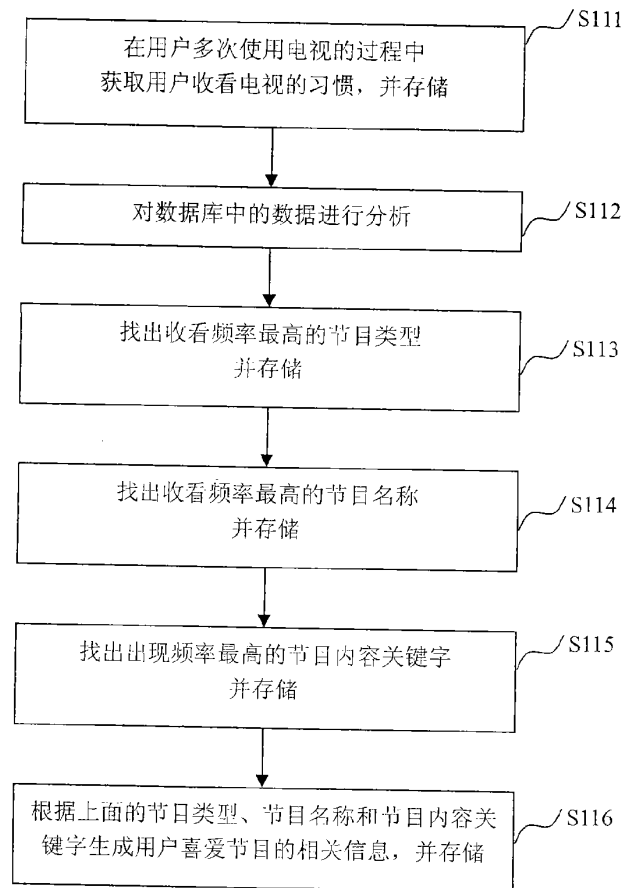 S111
在用户多次使用电视的过程中
获取用户收看电视的习惯，并存储
对数据库中的数据进行分析
S112
找出收看频率最高的节目类型
并存储
S113
找出收看频率最高的节目名称
并存储
S114
找出出现频率最高的节目内容关键字
并存储
S115
根据上面的节目类型、节目名称和节目内容关
键字生成用户喜爱节目的相关信息，并存储
S116